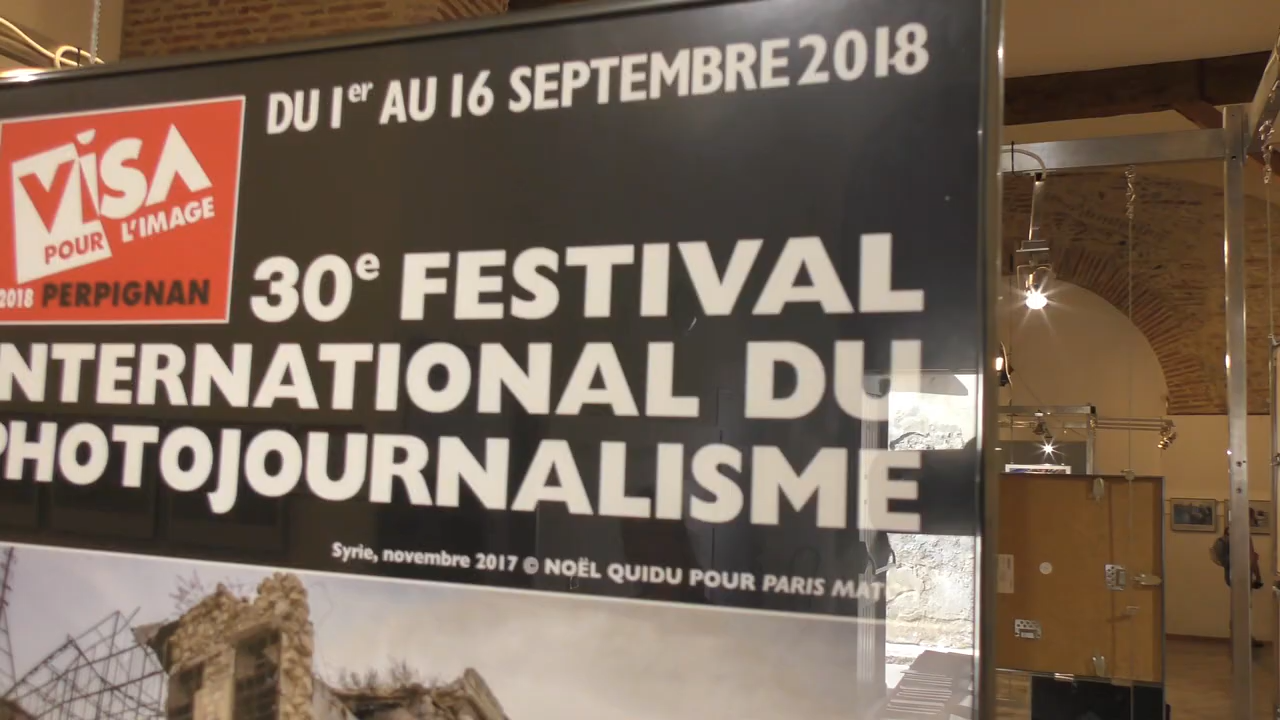 DU 1er AU 16 SEPTEMBRE 2018
ViSA
POUR L'IMAGE
2018 PERPIGNAN
30e FESTIVAL
INTERNATIONAL DU
PHOTOJOURNALISME
Syrie, novembre 2017 © NOËL QUIDU POUR PARIS MAT